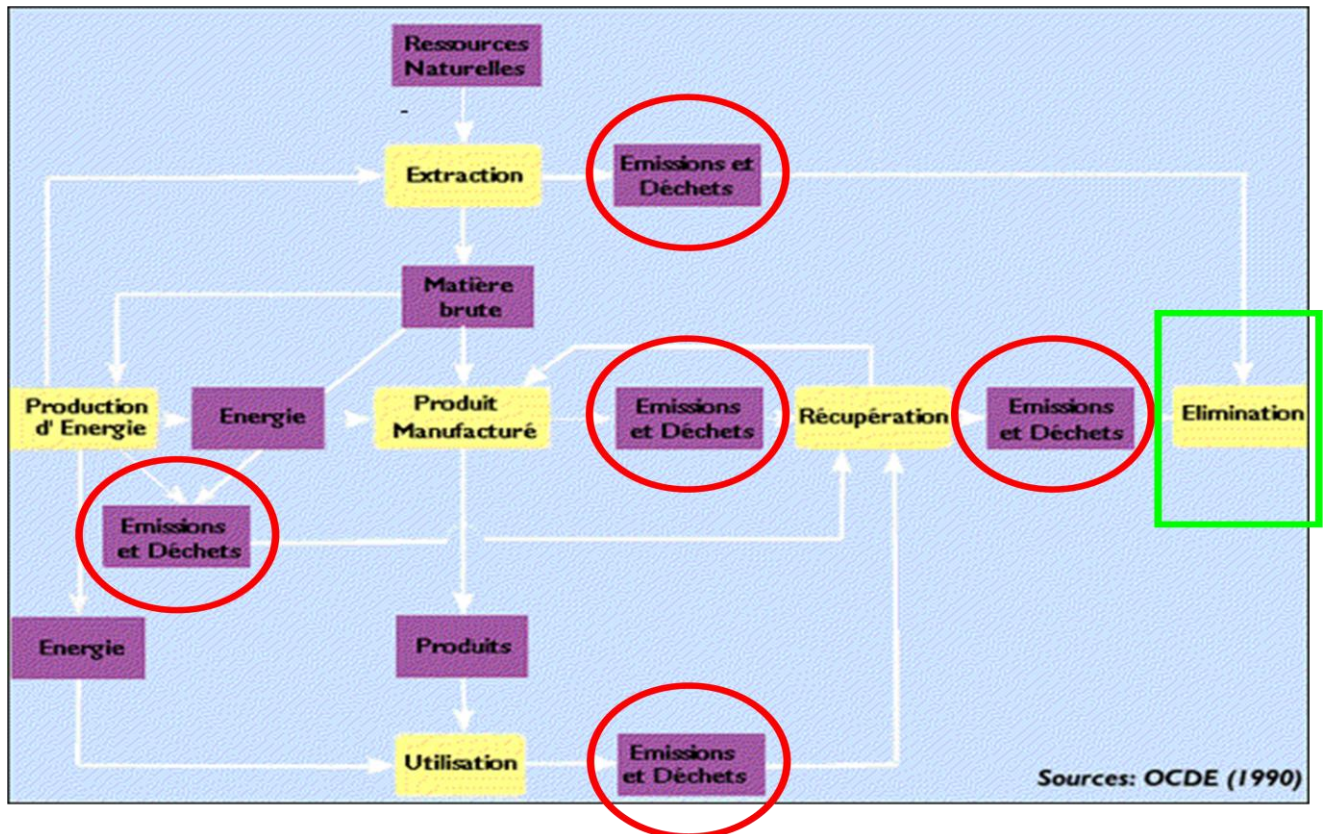 Ressources
Naturelles
Extraction
Emissions et
Déchets
Matière
brute
Production
d' Energie
Energie
Produit
Manufacturé
Emissions
et Déchets
Récupération
Emissions
et Déchets
Elimination
Emissions
et Déchets
Energie
Produits
Utilisation
Emissions
et Déchets
Sources: OCDE (1990)